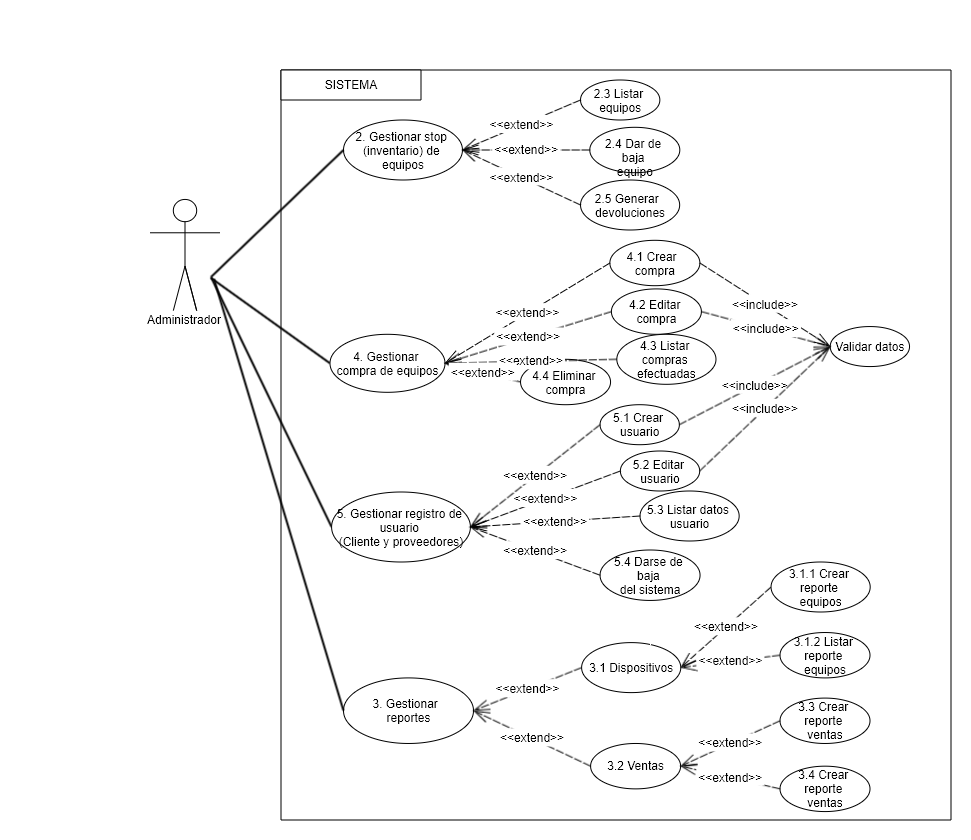 SISTEMA
2.3 Listar
equipos
<<extend>>
2. Gestionar stop
(inventario) de
equipos
<<extend>>
2.4 Dar de
baja
equipo
<<extend>>
2.5 Generar
devoluciones
Administrador
4.1 Crear
compra
<<include>>
<<extend>>
4.2 Editar
compra
<<include>>
<<extend>>
4. Gestionar
compra de equipos
<<extend>>
4.3 Listar
compras
efectuadas
Validar datos
<<extend>>
4.4 Eliminar
compra
<<include>>
5.1 Crear
usuario
<<include>>
<<extend>>
5.2 Editar
usuario
<<extend>>
5. Gestionar registro de
usuario
(Cliente y proveedores)
<<extend>>
5.3 Listar datos
usuario
<<extend>>
5.4 Darse de
baja
del sistema
3.1.1 Crear
reporte
equipos
<<extend>>
3.1 Dispositivos
<<extend>>
3.1.2 Listar
reporte
equipos
<<extend>>
3. Gestionar
reportes
<<extend>>
3.3 Crear
reporte
ventas
<<extend>>
3.2 Ventas
<<extend>>
3.4 Crear
reporte
ventas